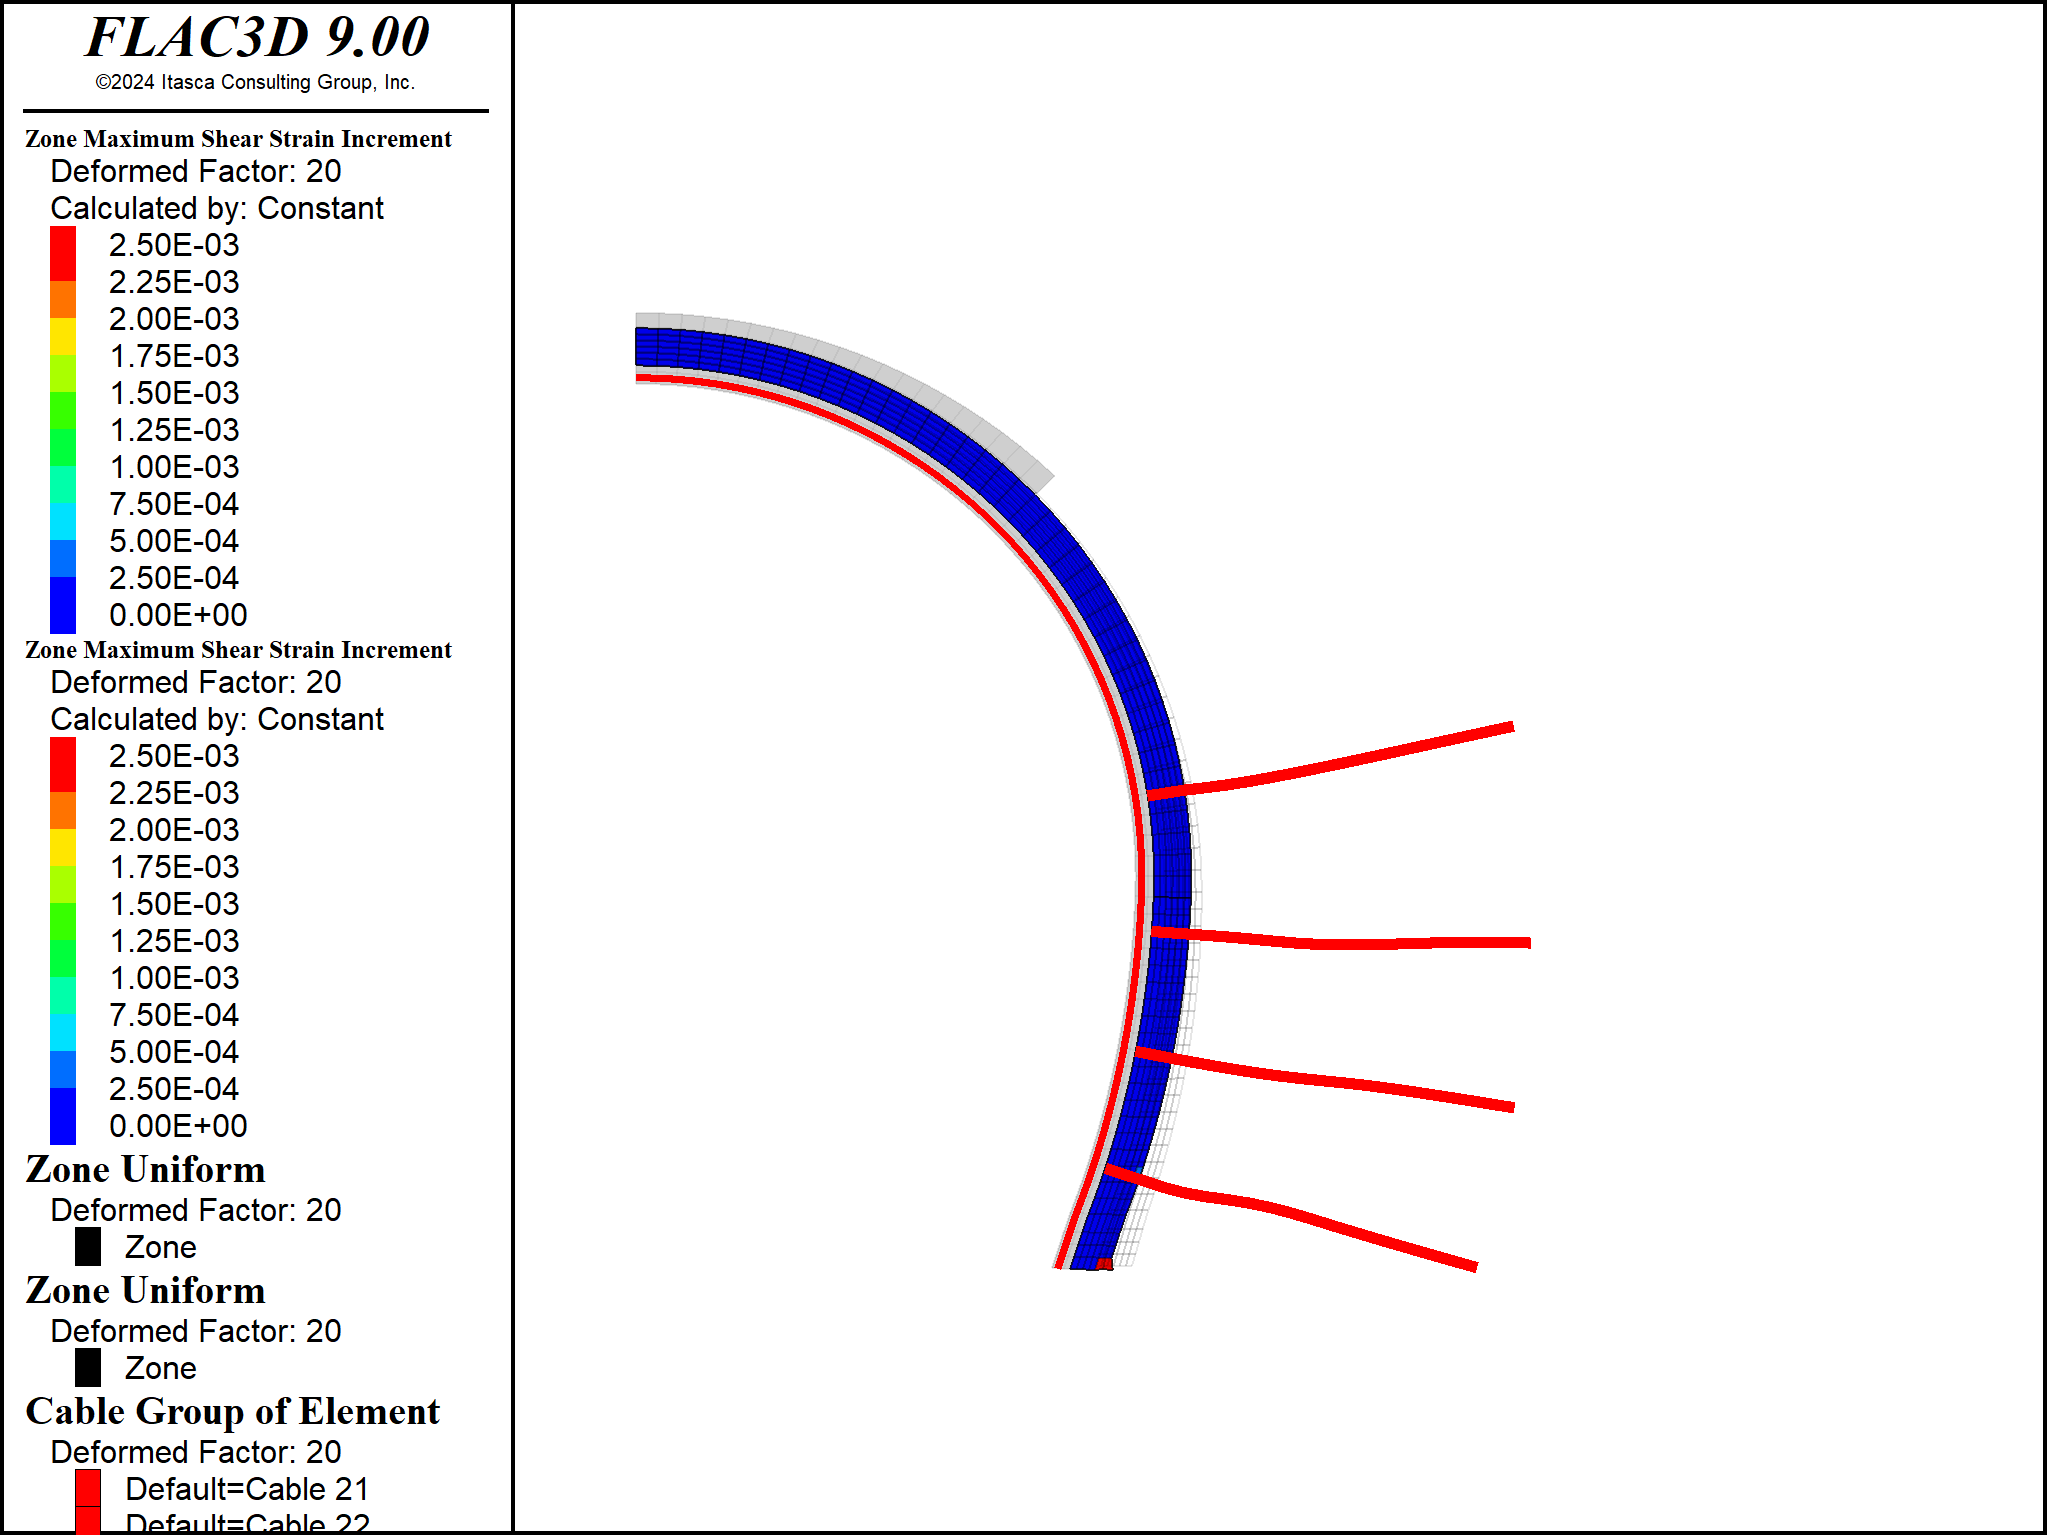 FLAC3D 9.00
©2024 Itasca Consulting Group, Inc.
Zone Maximum Shear Strain Increment
Deformed Factor: 20
Calculated by: Constant
2.50E-03
2.25E-03
2.00E-03
1.75E-03
1.50E-03
1.25E-03
1.00E-03
7.50E-04
5.00E-04
2.50E-04
0.00E+00
Zone Maximum Shear Strain Increment
Deformed Factor: 20
Calculated by: Constant
2.50E-03
2.25E-03
2.00E-03
1.75E-03
1.50E-03
1.25E-03
1.00E-03
7.50E-04
5.00E-04
2.50E-04
0.00E+00
Zone Uniform
Deformed Factor: 20
Zone
Zone Uniform
Deformed Factor: 20
Zone
Cable Group of Element
Deformed Factor: 20
Default=Cable 21
Default=Cable 22